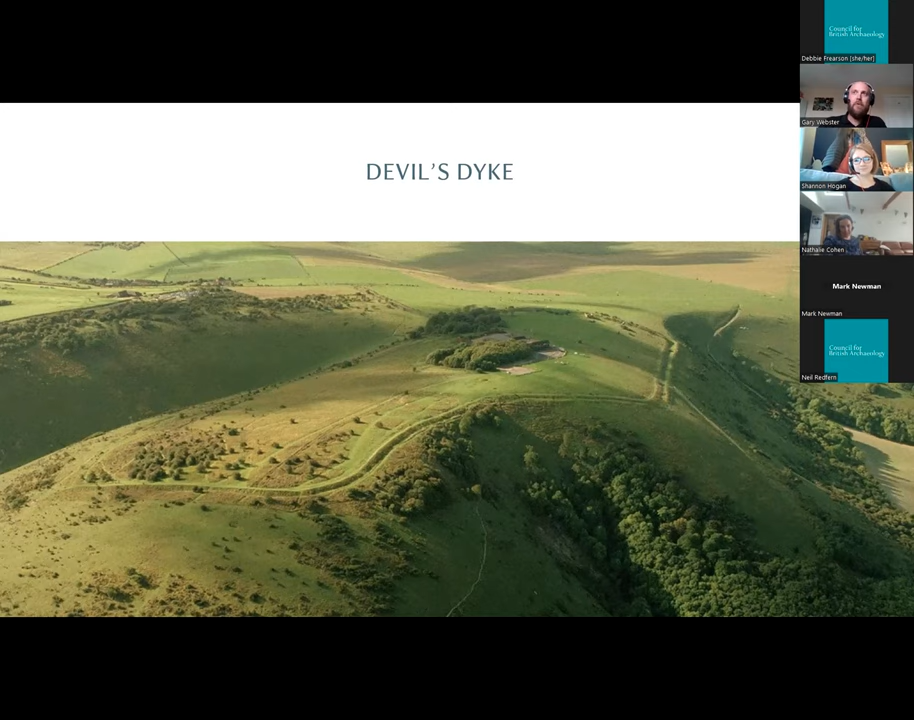 DEVIL'S DYKE
Council for
British Archaeology
Debbie Frearson (she/her)
Gary Webster
Shannon Hogan
Nathalie Cohen
Mark Newman
Mark Newman
Council for
British Archaeology
Neil Redfern